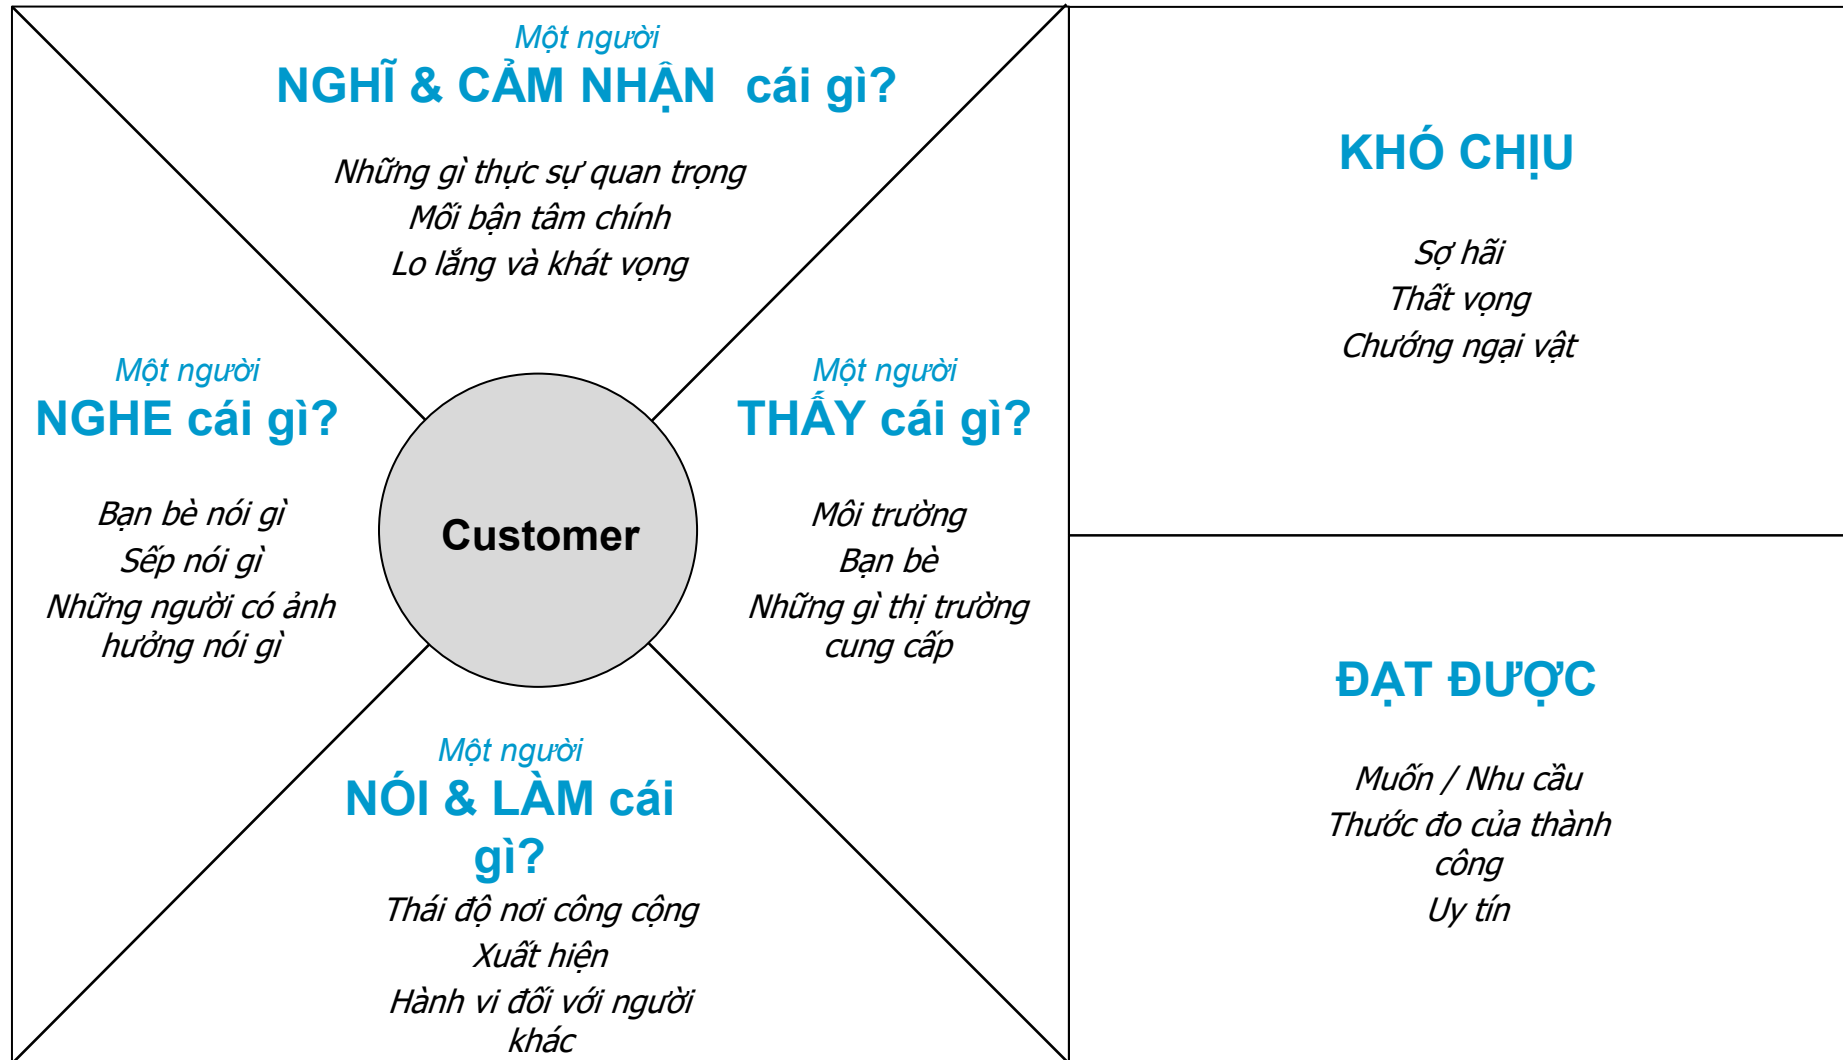 Một người
NGHĨ & CẢM NHẬN cái gì?
Những gì thực sự quan trọng
Mối bận tâm chính
Lo lắng và khát vọng
Một người
NGHE cái gì?
Bạn bè nói gì
Sếp nói gì
Những người có ảnh
hưởng nói gì
Customer
Một người
THẤY cái gì?
Môi trường
Bạn bè
Những gì thị trường
cung cấp
Một người
NÓI & LÀM cái
gì?
Thái độ nơi công cộng
Xuất hiện
Hành vi đối với người
khác
KHÓ CHỊU
Sợ hãi
Thất vọng
Chướng ngại vật
ĐẠT ĐƯỢC
Muốn / Nhu cầu
Thước đo của thành
công
Uy tín